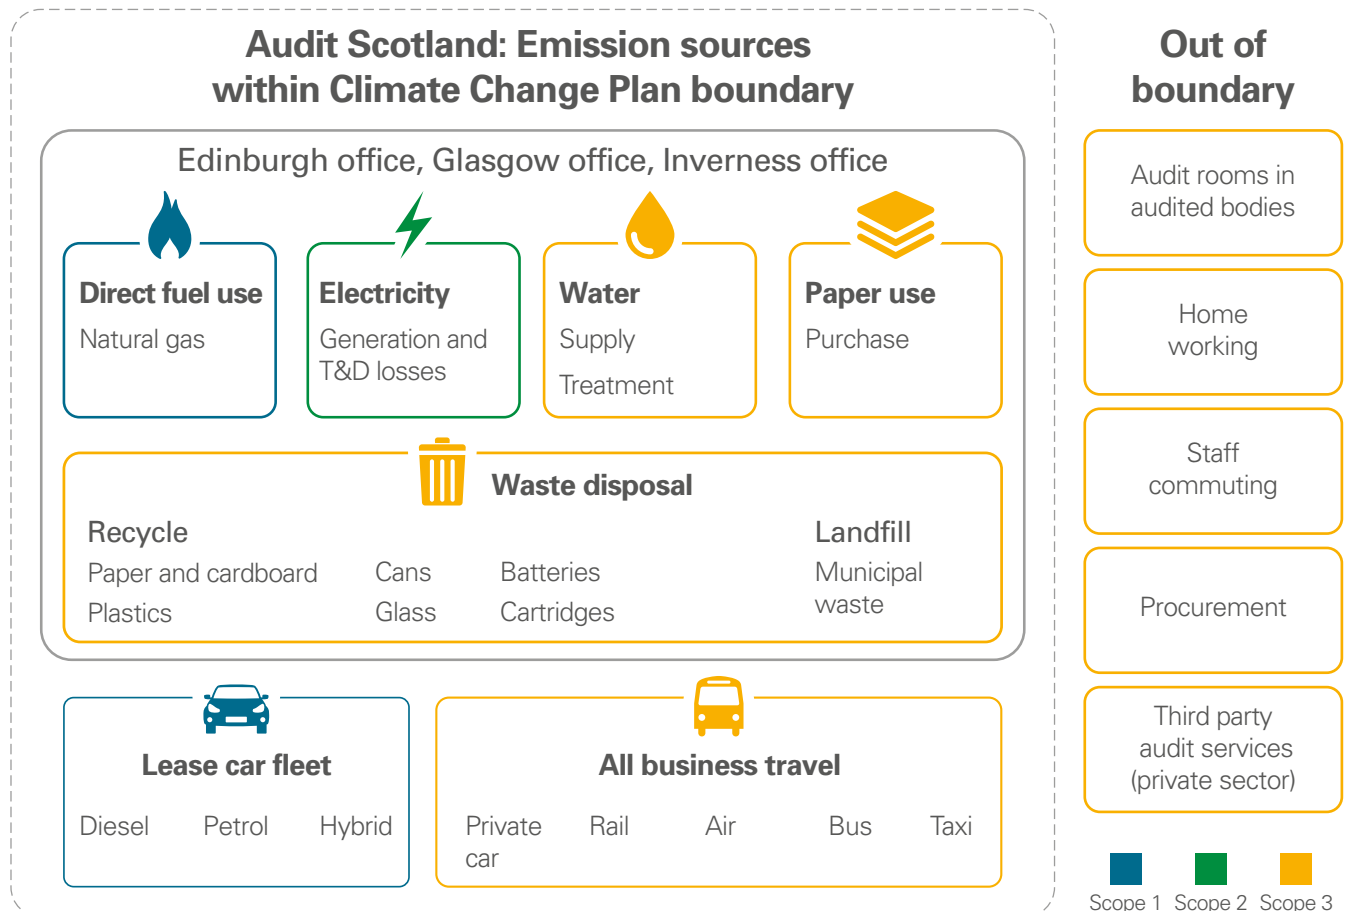 Audit Scotland: Emission sources
within Climate Change Plan boundary
Edinburgh office, Glasgow office, Inverness office
Direct fuel use
Natural gas
Electricity
Generation and
T&D losses
Water
Supply
Treatment
Paper use
Purchase
Waste disposal
Recycle
Paper and cardboard
Plastics
Cans
Glass
Batteries
Cartridges
Landfill
Municipal
waste
Lease car fleet
Diesel
Petrol
Hybrid
All business travel
Private
car
Rail
Air
Bus
Taxi
Out of
boundary
Audit rooms in
audited bodies
Home
working
Staff
commuting
Procurement
Third party
audit services
(private sector)
Scope 1
Scope 2
Scope 3